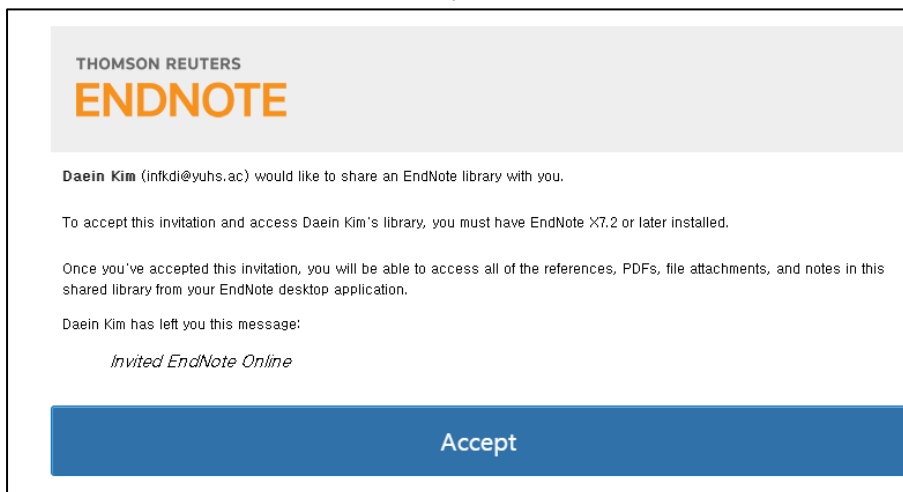 THOMSON REUTERS
ENDNOTE
Daein Kim (infkdi@yuhs.ac) would like to share an EndNote library with you.
To accept this invitation and access Daein Kim's library, you must have EndNote X7.2 or later installed.
Once you've accepted this invitation, you will be able to access all of the references, PDFs, file attachments, and notes in this
shared library from your EndNote desktop application.
Daein Kim has left you this message:
Invited EndNote Online
Accept